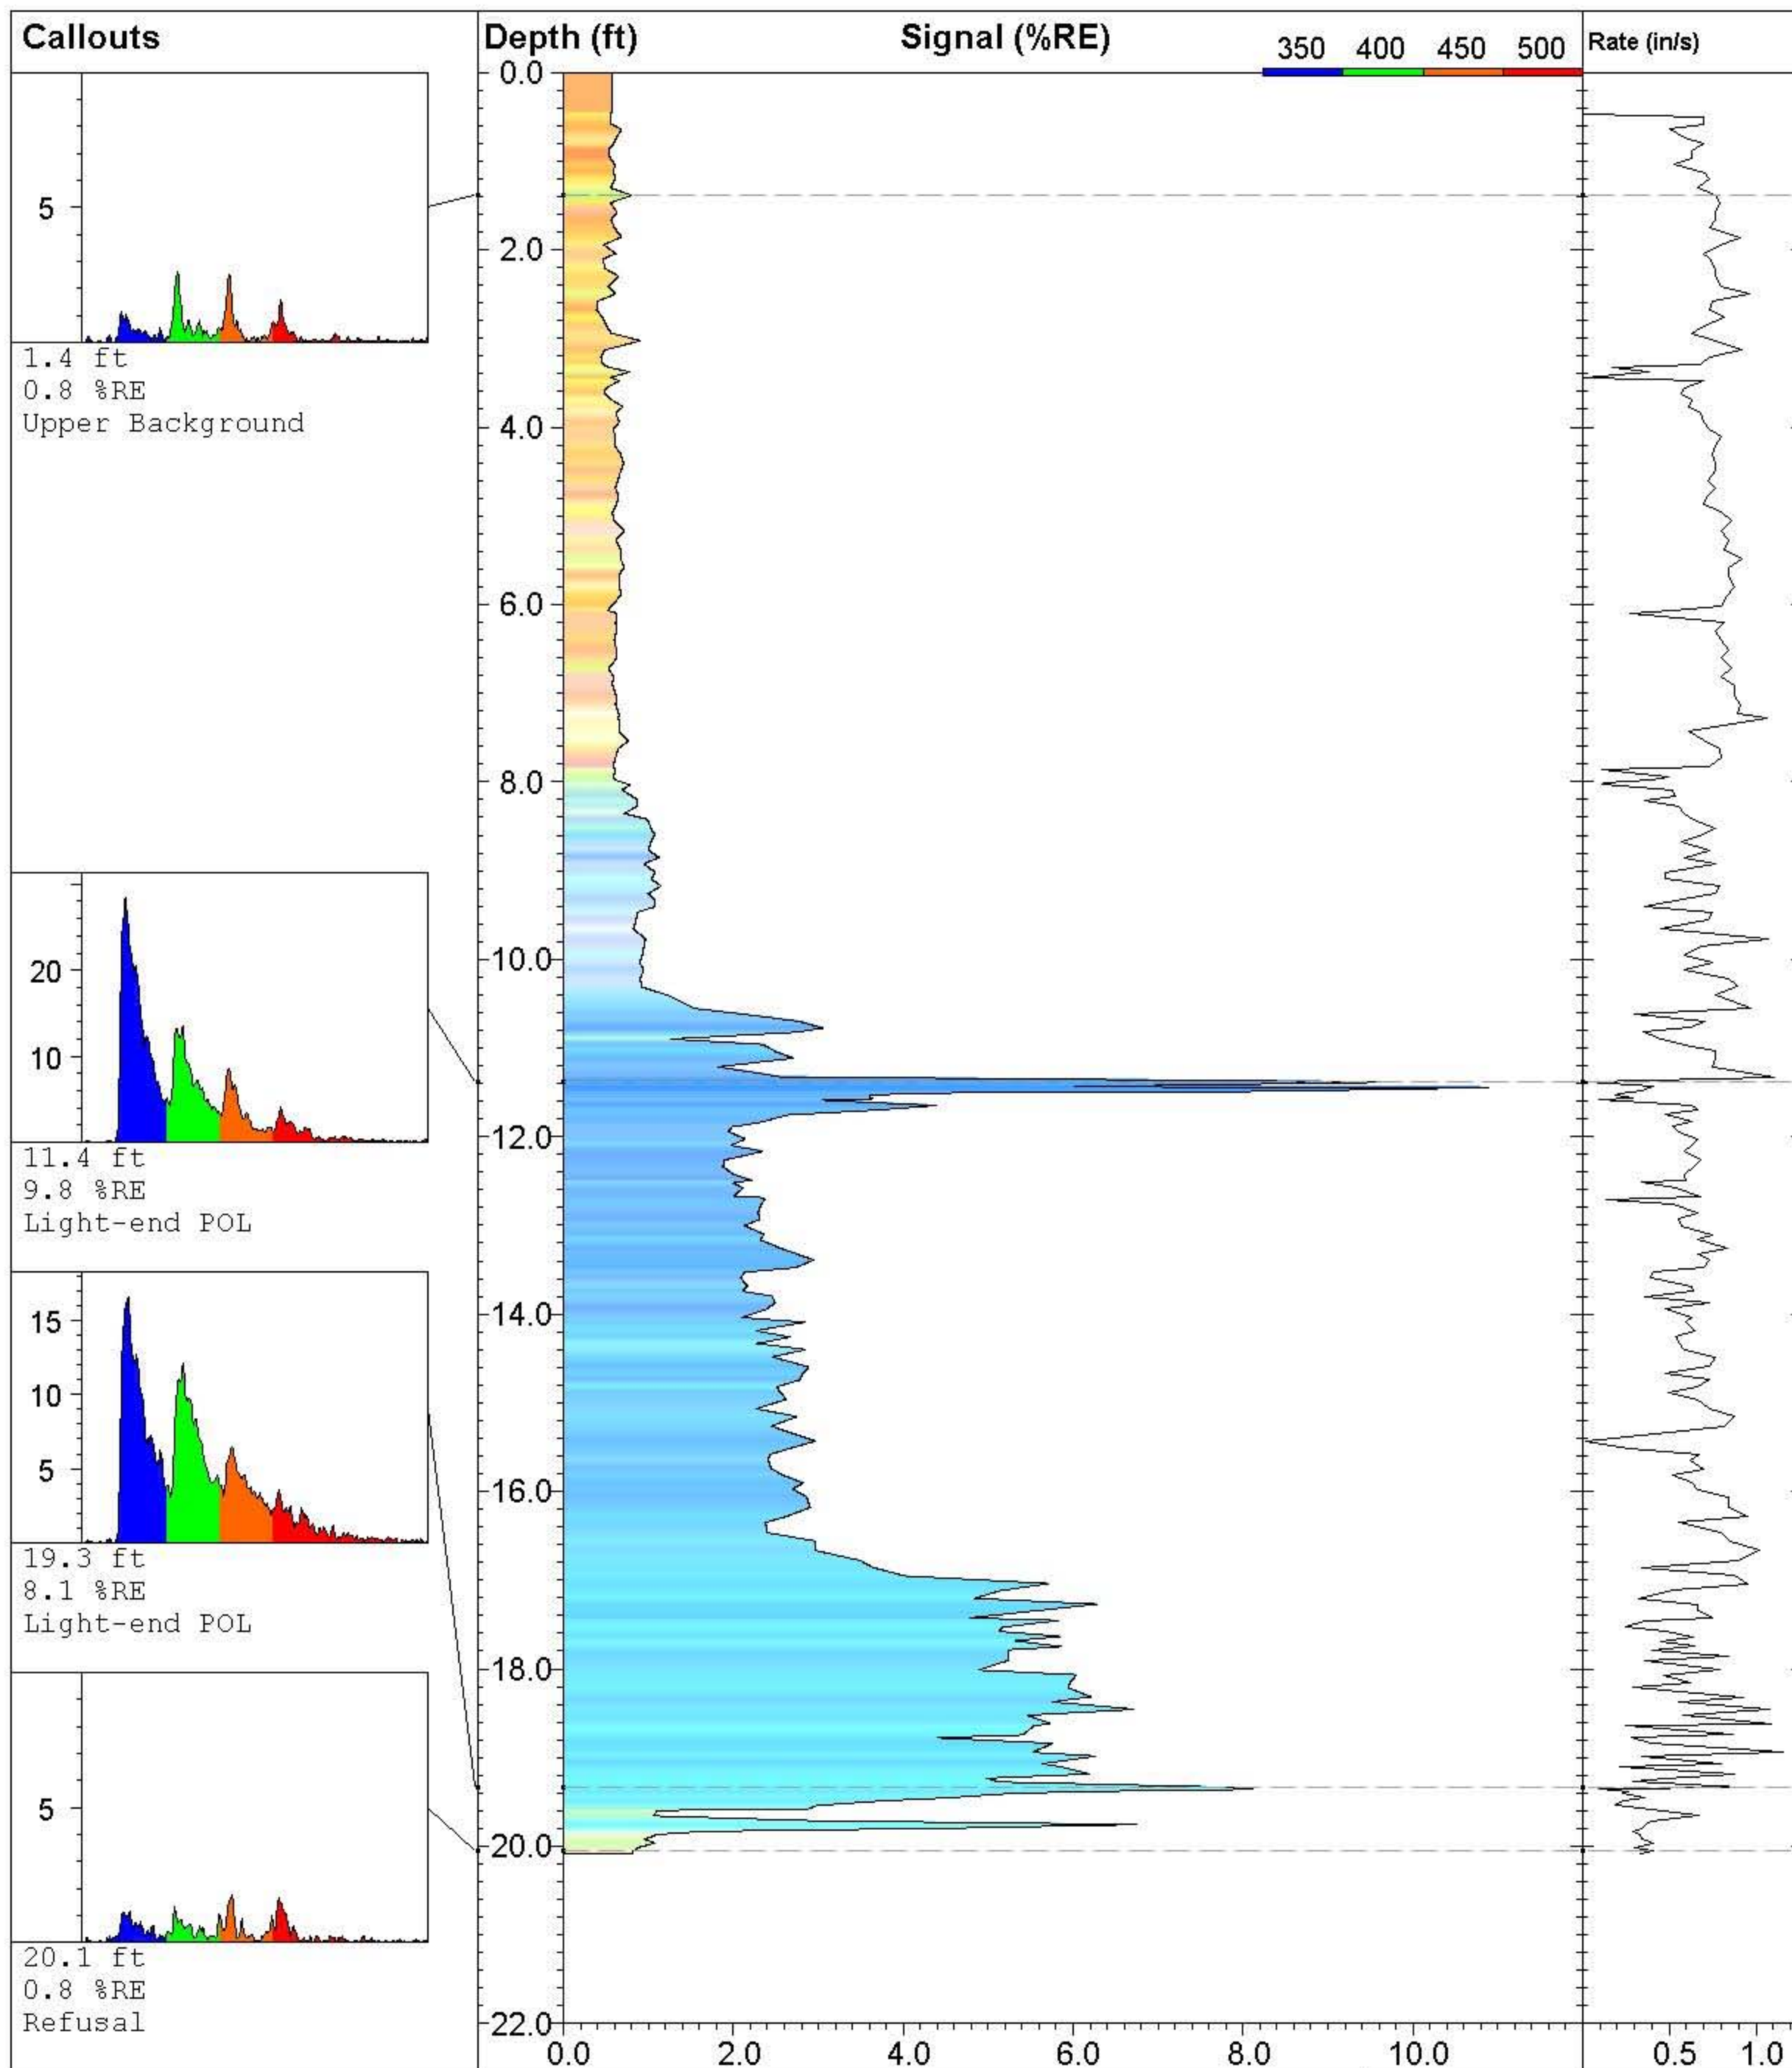 Callouts
Depth (ft)
Signal (%RE)
350 400 450 500
Rate (in/s)
5
1.4 ft
0.8 %RE
Upper Background
20
10
11.4 ft
9.8 %RE
Light-end POL
15
10
5
19.3 ft
8.1 %RE
Light-end POL
5
20.1 ft
0.8 %RE
Refusal
0.0
2.0
4.0
6.0
8.0
10.0
12.0
14.0
16.0
18.0
20.0
22.0
0.0 2.0 4.0 6.0 8.0 10.0
0.5 1.0